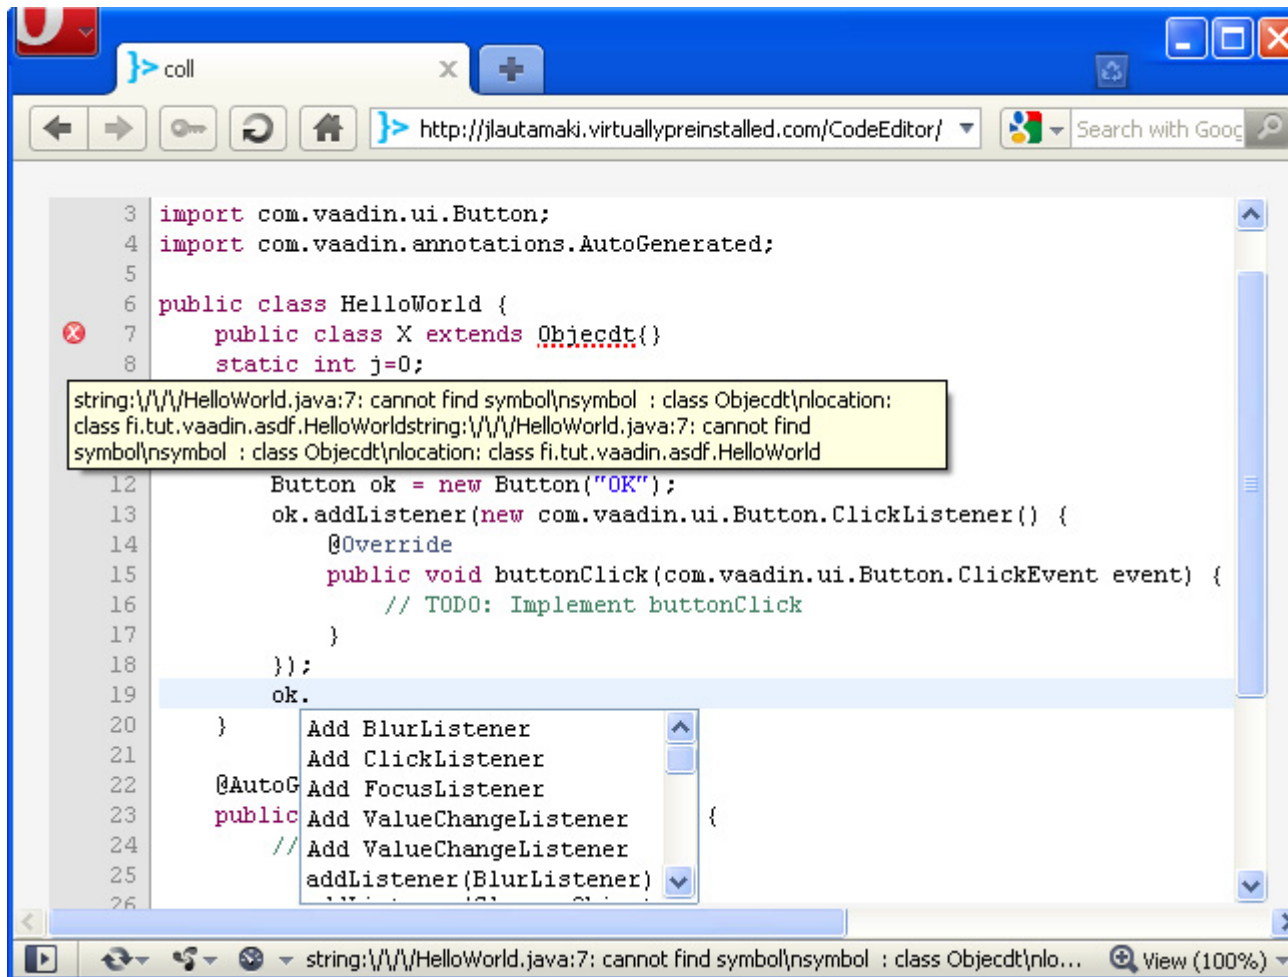 coll
http://jlautamaki.virtuallypreinstalled.com/CodeEditor/
Search with Goog
3 import com.vaadin.ui.Button;
4 import com.vaadin.annotations.AutoGenerated;
5
6 public class HelloWorld {
7 public class X extends Objecdt{}
8 static int j=0;
string:\/\/\/HelloWorld.java:7: cannot find symbol\nsymbol : class Objecdt\nlocation:
class fi.tut.vaadin.asdf.HelloWorldstring:\/\/\/HelloWorld.java:7: cannot find
symbol\nsymbol : class Objecdt\nlocation: class fi.tut.vaadin.asdf.HelloWorld
12 Button ok = new Button("OK");
13 ok.addListener(new com.vaadin.ui.Button.ClickListener() {
14 @Override
15 public void buttonClick(com.vaadin.ui.Button.ClickEvent event) {
16 // TODO: Implement buttonClick
17 }
18 });
19 ok.
20 } Add BlurListener
21 Add ClickListener
22 @AutoG Add FocusListener
23 public Add ValueChangeListener {
24 // Add ValueChangeListener
25 addListener(BlurListener)
26
string:\/\/\/HelloWorld.java:7: cannot find symbol\nsymbol : class Objecdt\nlo... View (100%)